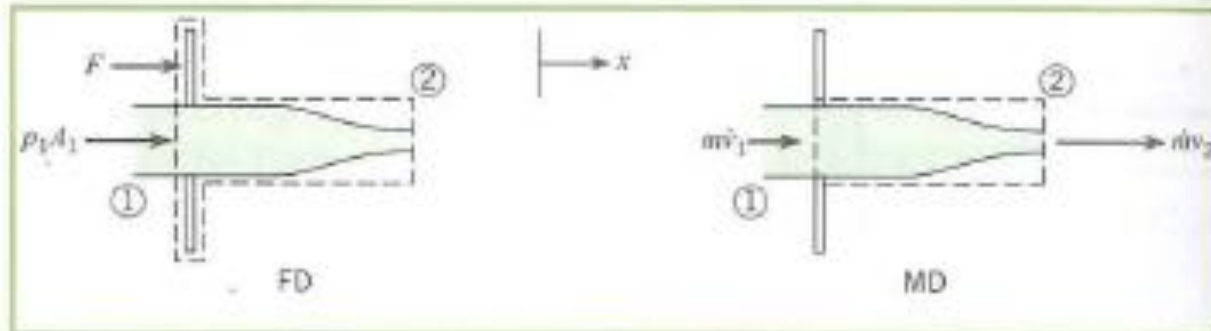 F
p₁A₁
①
②
FD
x
ṁv₁
①
②
ṁv₂
MD